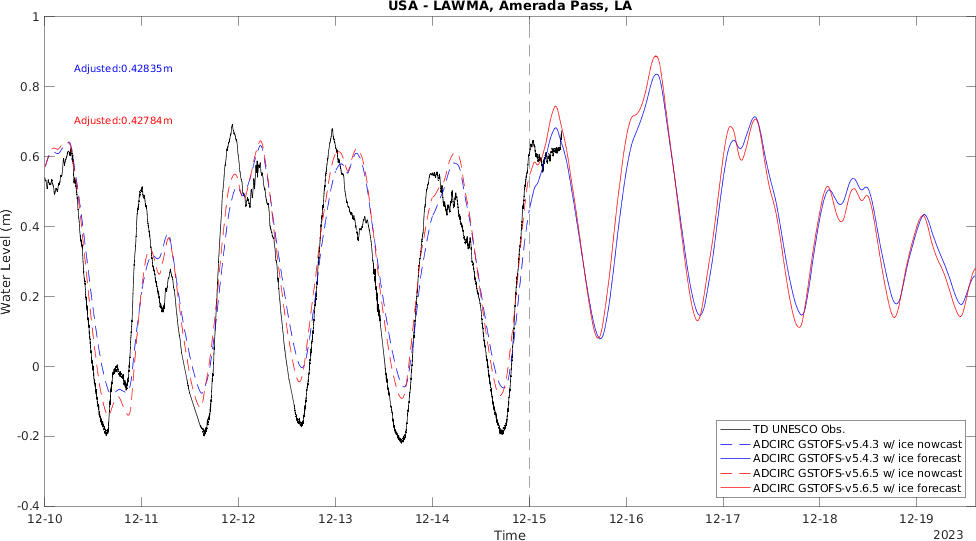 USA - LAWMA, Amerada Pass, LA
1
Adjusted:0.42835m
0.8
Adjusted:0.42784m
0.6
0.4
Water Level (m)
0.2
0
-0.2
TD UNESCO Obs.
ADCIRC GSTOFS-v5.4.3 w/ ice nowcast
ADCIRC GSTOFS-v5.4.3 w/ ice forecast
ADCIRC GSTOFS-v5.6.5 w/ ice nowcast
ADCIRC GSTOFS-v5.6.5 w/ ice forecast
-0.4
12-10 12-11 12-12 12-13 12-14 12-15 12-16 12-17 12-18 12-19
Time
2023